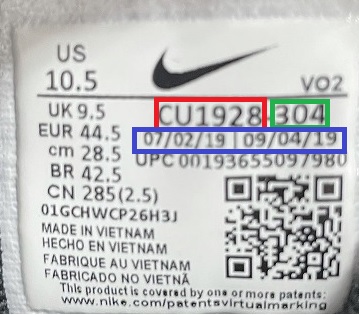 US
10.5
VO2
UK 9.5
CU1928 304
EUR 44.5
07/02/19 | 09/04/19
cm 28.5
UPC 00193655097980
BR 42.5
CN 285(2.5)
01GCHWCP26H3J
MADE IN VIETNAM
HECHO EN VIETNAM
FABRIQUE AU VIETNAM
FABRICADO NO VIETNÃ
This product is covered by one or more patents:
www.nike.com/patentsvirtualmarking